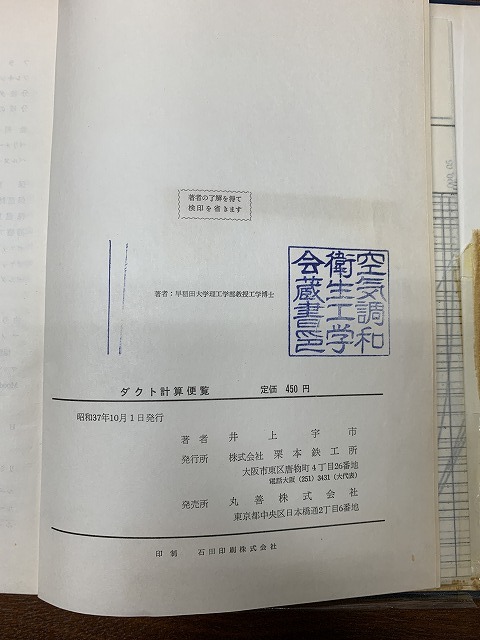 著者の了解を得て
検印を省きます
著者：早稲田大学理工学部教授工学博士
空気調和
衛生工学
会蔵書印
ダクト計算便覧 定価 450円
昭和37年10月1日発行
著者 井上宇市
発行所 株式会社 栗本鉄工所
大阪市東区唐物町4丁目26番地
電話大阪 (251) 3431 (大代表)
発売所 丸善株式会社
東京都中央区日本橋通2丁目6番地
印刷 石田印刷株式会社